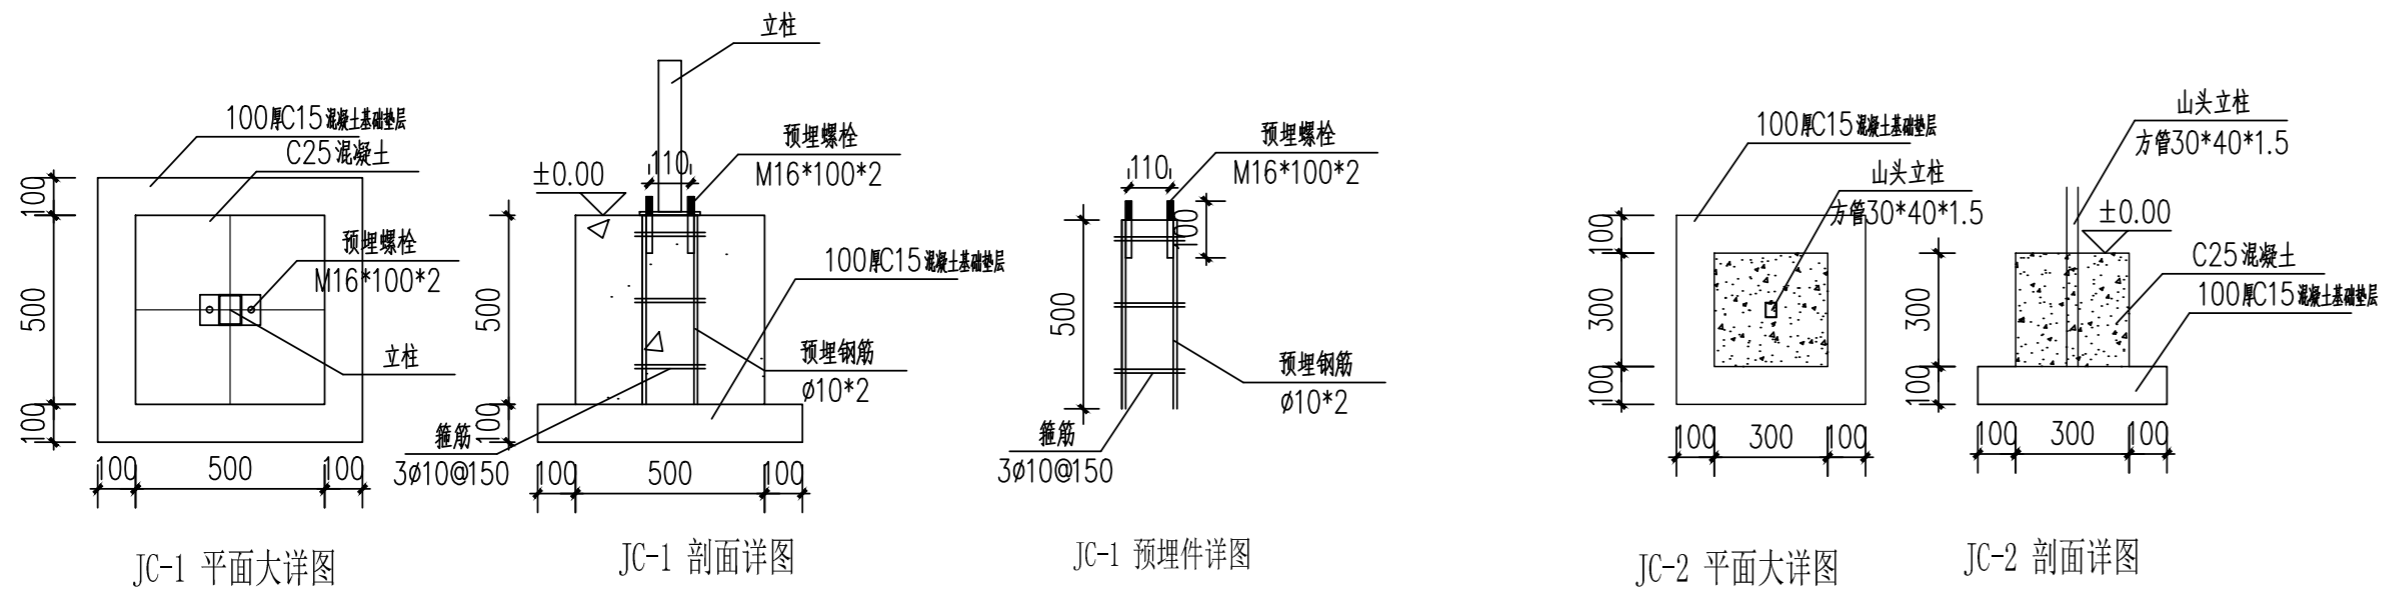 100厚C15混凝土基础垫层
C25混凝土
预埋螺栓
M16*100*2
立柱
100
500
100
100
500
100
JC-1 平面大详图
立柱
预埋螺栓
M16*100*2
110
±0.00
100厚C15混凝土基础垫层
预埋钢筋
ø10*2
箍筋
3ø10@150
500
100
100
500
100
JC-1 剖面详图
预埋螺栓
M16*100*2
110
100
500
预埋钢筋
ø10*2
箍筋
3ø10@150
JC-1 预埋件详图
100厚C15混凝土基础垫层
山头立柱
方管30*40*1.5
100
300
100
100
300
100
JC-2 平面大详图
山头立柱
方管30*40*1.5
±0.00
C25混凝土
100厚C15混凝土基础垫层
300
100
100
300
100
JC-2 剖面详图